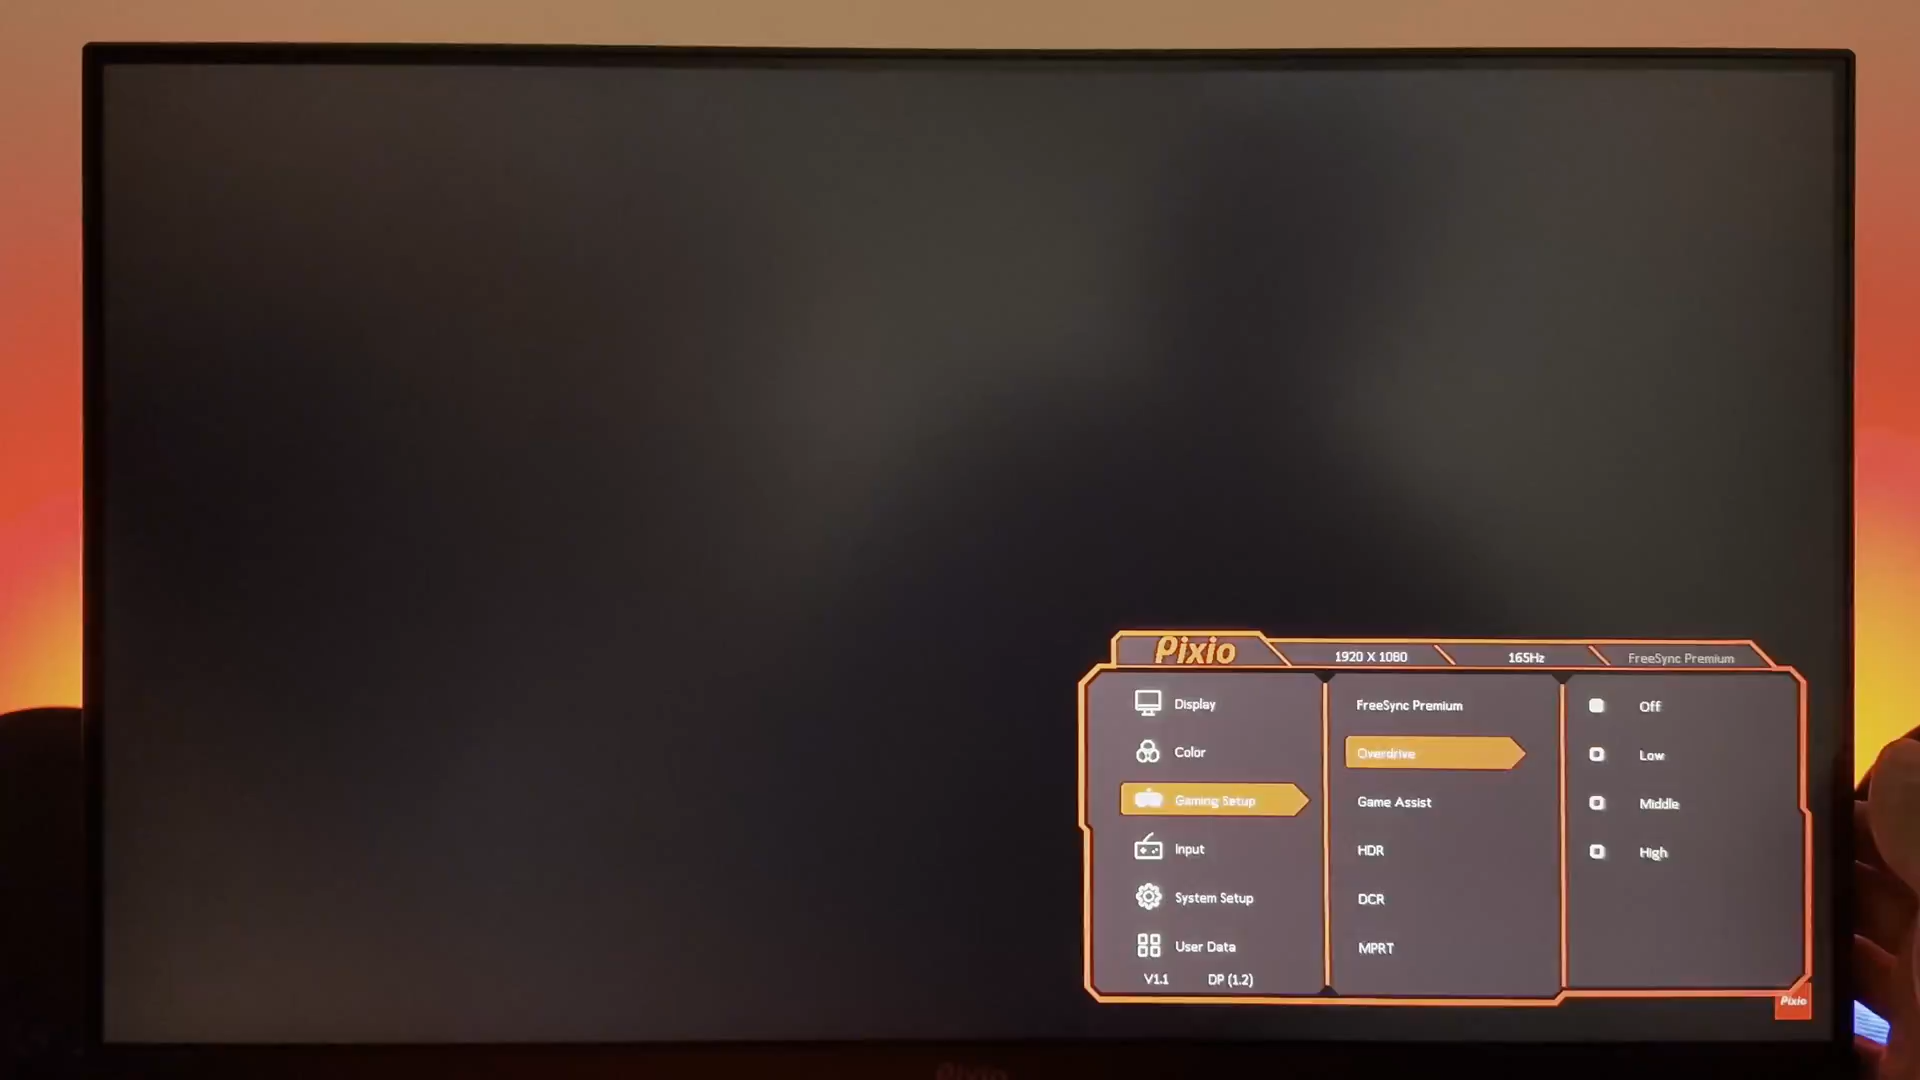 Pixio
1920 X 1080
165Hz
FreeSync Premium
Display
Color
Gaming Setup
Input
System Setup
User Data
V1.1
DP (1.2)
FreeSync Premium
Overdrive
Game Assist
HDR
DCR
MPRT
Off
Low
Middle
High
Pixio
Pixio